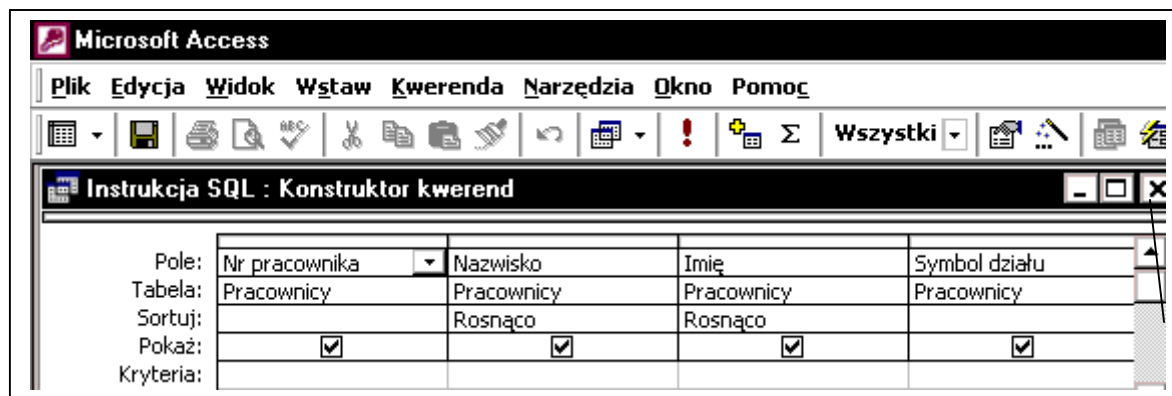 Microsoft Access
Plik Edycja Widok Wstaw Kwerenda Narzędzia Okno Pomoc
ABC Σ Wszystki
Instrukcja SQL : Konstruktor kwerend
Pole: Nr pracownika Nazwisko Imię Symbol działu
Tabela: Pracownicy Pracownicy Pracownicy Pracownicy
Sortuj: Rosnąco Rosnąco
Pokaż:
Kryteria: